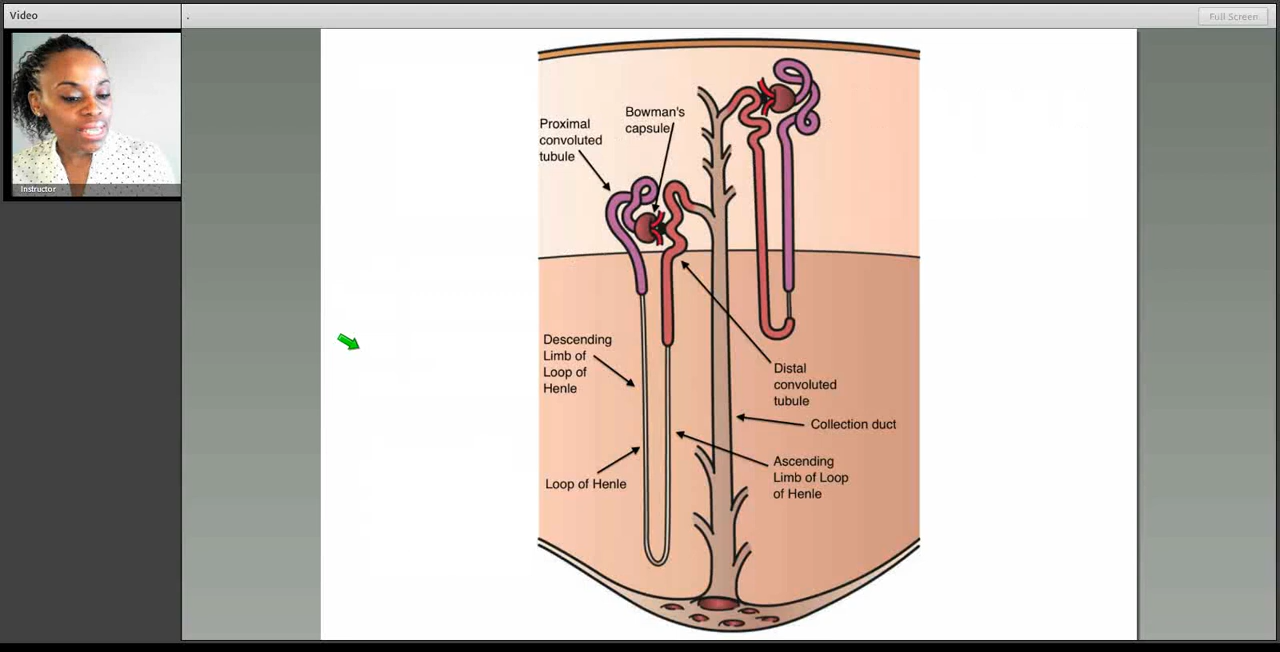 Video
.
Full Screen
Instructor
Proximal
convoluted
tubule
Bowman's
capsule
Descending
Limb of
Loop of
Henle
Loop of Henle
Distal
convoluted
tubule
Collection duct
Ascending
Limb of Loop
of Henle